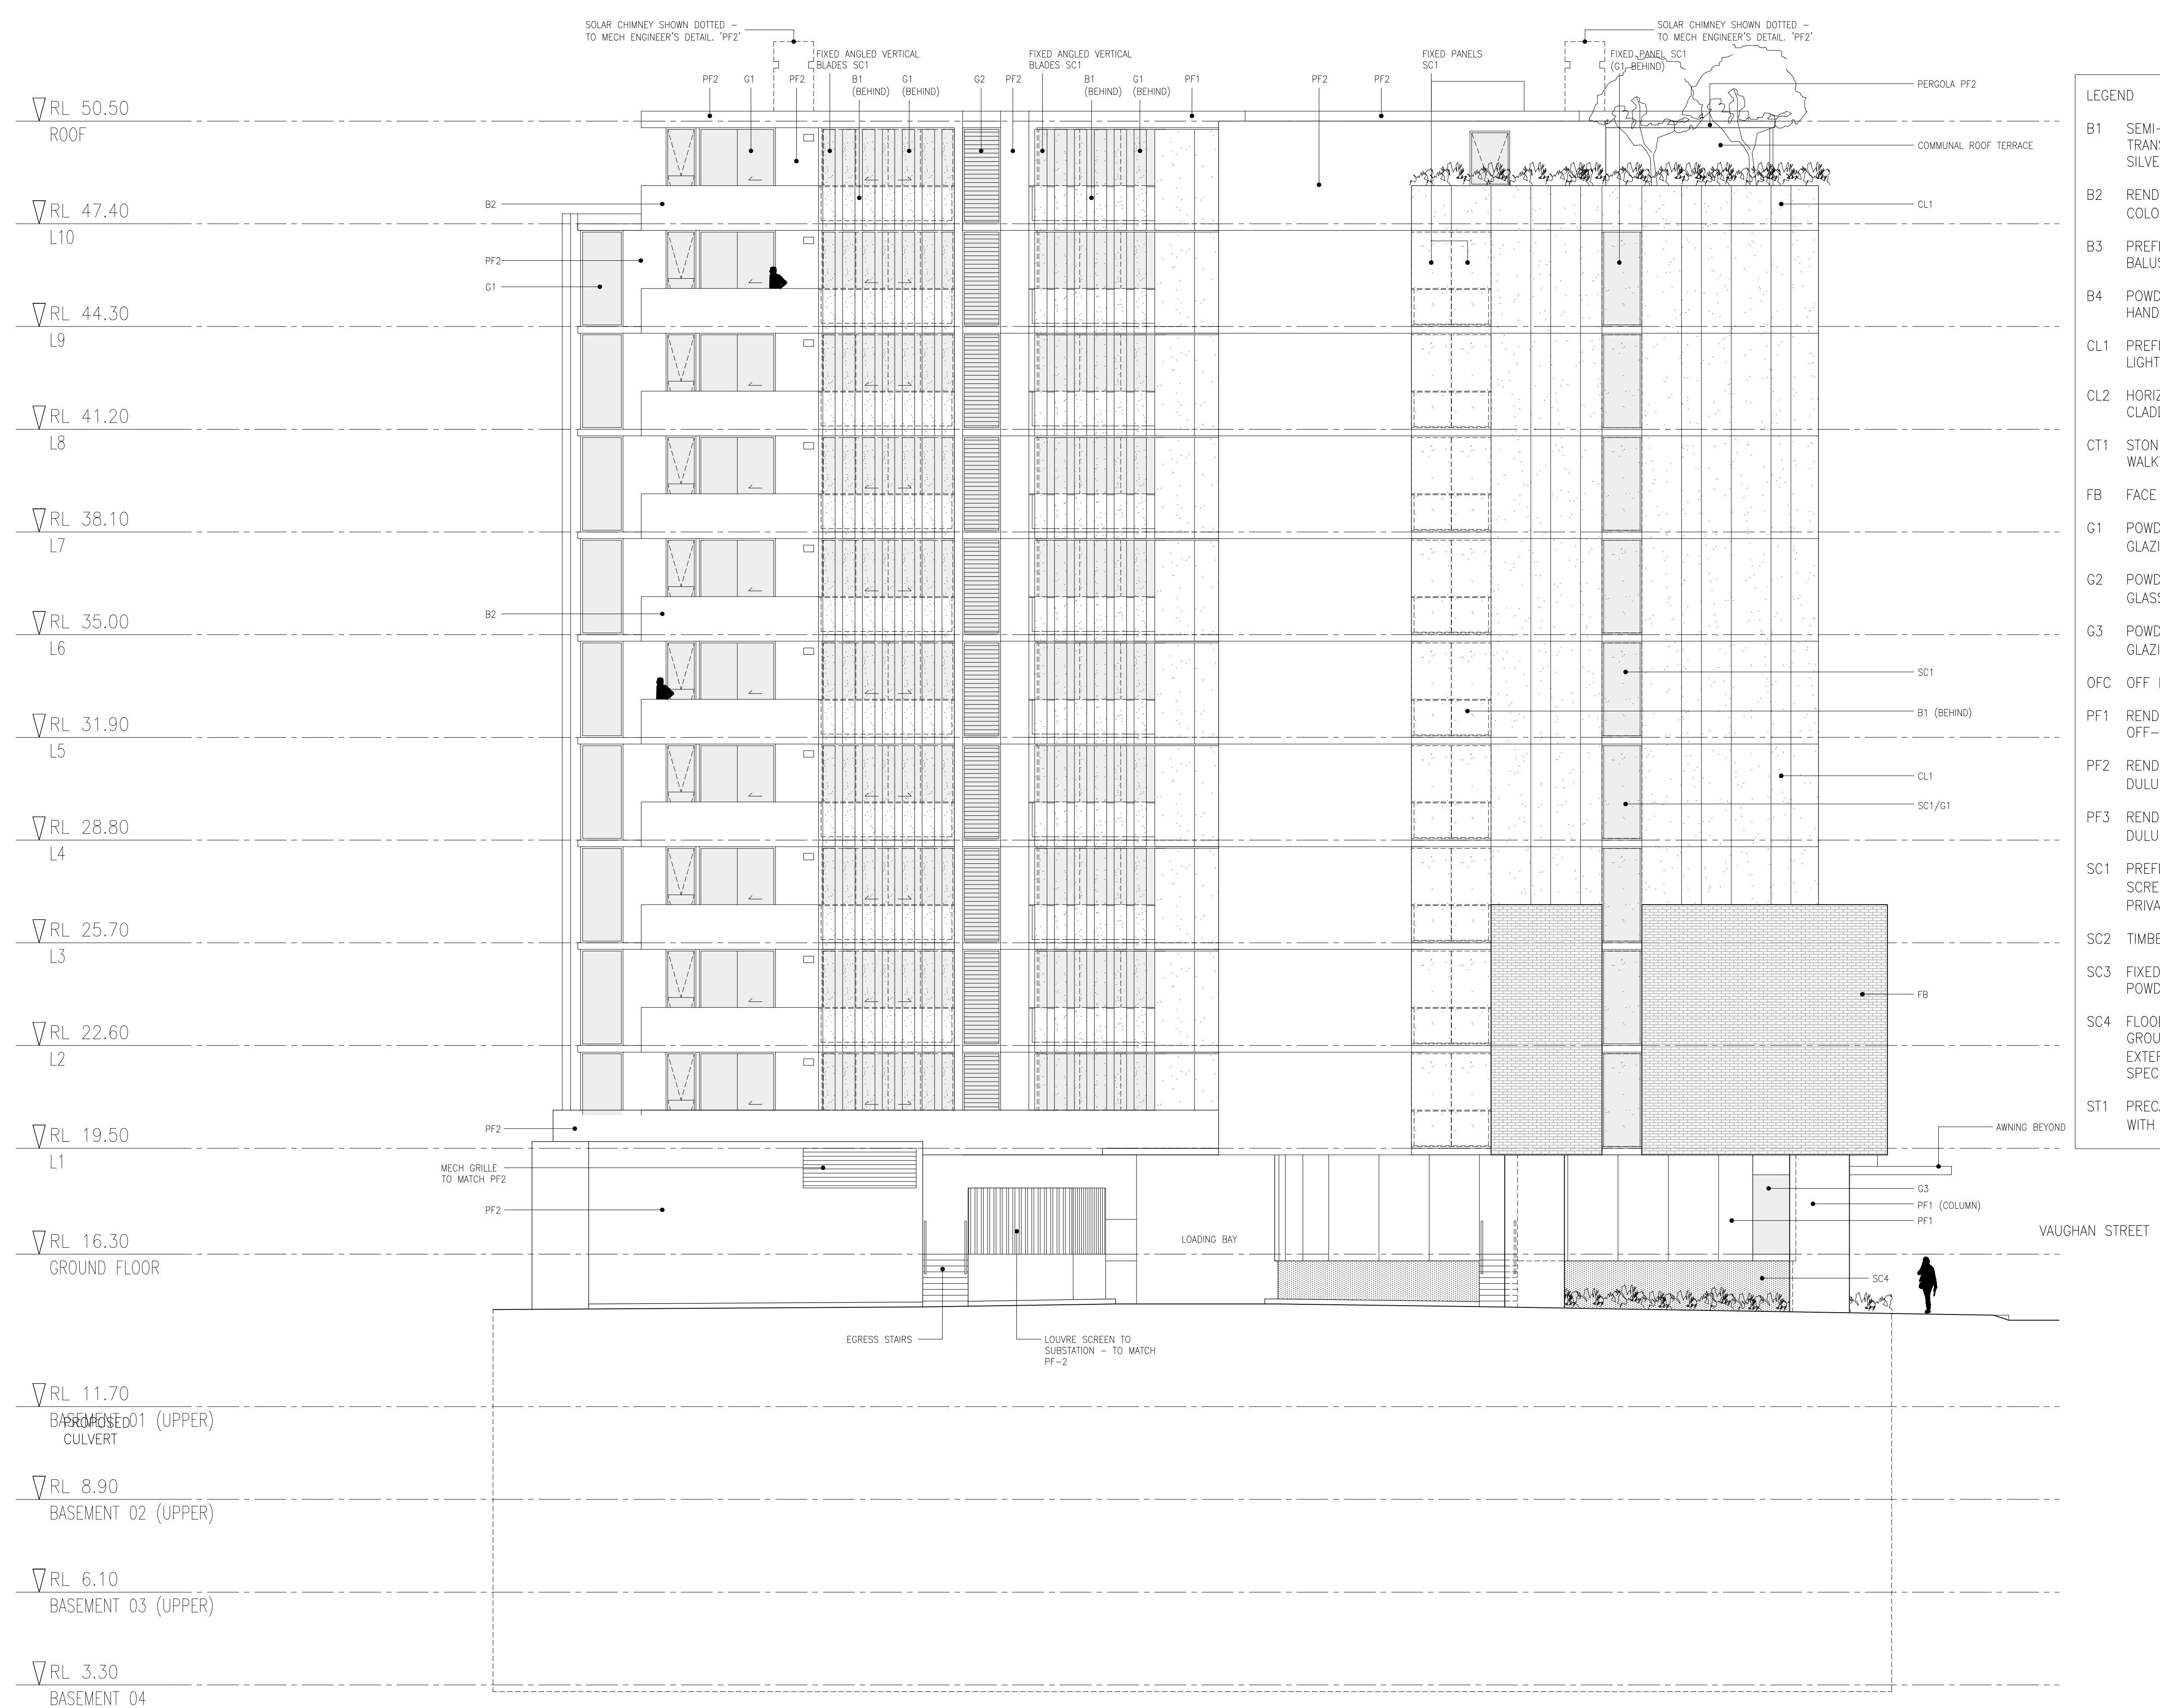 SOLAR CHIMNEY SHOWN DOTTED –
TO MECH ENGINEER'S DETAIL. 'PF2'
SOLAR CHIMNEY SHOWN DOTTED –
TO MECH ENGINEER'S DETAIL. 'PF2'
FIXED ANGLED VERTICAL
BLADES SC1
FIXED ANGLED VERTICAL
BLADES SC1
FIXED PANELS
SC1
FIXED PANEL SC1
(G1 BEHIND)
PF2
G1
PF2
B1
(BEHIND)
G1
(BEHIND)
G2
PF2
B1
(BEHIND)
G1
(BEHIND)
PF1
PF2
PF2
PERGOLA PF2
COMMUNAL ROOF TERRACE
CL1
RL 50.50
ROOF
RL 47.40
L10
RL 44.30
L9
RL 41.20
L8
RL 38.10
L7
RL 35.00
L6
RL 31.90
L5
RL 28.80
L4
RL 25.70
L3
RL 22.60
L2
RL 19.50
L1
RL 16.30
GROUND FLOOR
RL 11.70
BASEMENT 01 (UPPER)
PROPOSED
CULVERT
RL 8.90
BASEMENT 02 (UPPER)
RL 6.10
BASEMENT 03 (UPPER)
RL 3.30
BASEMENT 04
B2
PF2
G1
B2
PF2
MECH GRILLE
TO MATCH PF2
PF2
EGRESS STAIRS
LOUVRE SCREEN TO
SUBSTATION – TO MATCH
PF-2
LOADING BAY
SC1
B1 (BEHIND)
CL1
SC1/G1
FB
AWNING BEYOND
G3
PF1 (COLUMN)
PF1
SC4
VAUGHAN STREET
LEGEND
B1 SEMI-
TRANS
SILVE
B2 REND
COLO
B3 PREFI
BALUS
B4 POWD
HAND
CL1 PREFI
LIGHT
CL2 HORIZ
CLADD
CT1 STON
WALK
FB FACE
G1 POWD
GLAZI
G2 POWD
GLASS
G3 POWD
GLAZI
OFC OFF
PF1 REND
OFF-
PF2 REND
DULU
PF3 REND
DULU
SC1 PREFI
SCRE
PRIVA
SC2 TIMBE
SC3 FIXED
POWD
SC4 FLOOD
GROU
EXTER
SPEC
ST1 PRECA
WITH